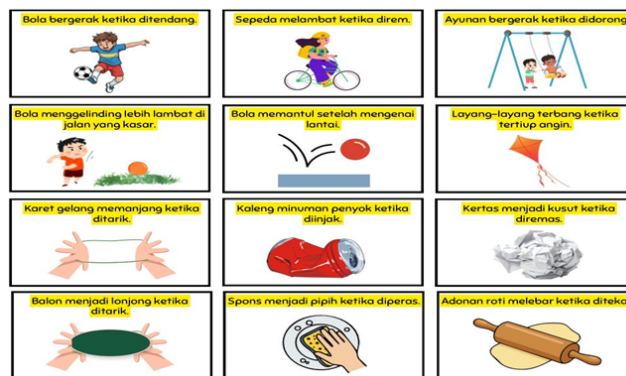 Bola bergerak ketika ditendang.
Sepeda melambat ketika direm.
Ayunan bergerak ketika didorong
Bola menggelinding lebih lambat di
jalan yang kasar.
Bola memantul setelah mengenai
lantai.
Layang-layang terbang ketika
tertiup angin.
Karet gelang memanjang ketika
ditarik.
Kaleng minuman penyok ketika
diinjak.
Kertas menjadi kusut ketika
diremas.
Balon menjadi lonjong ketika
ditarik.
Spons menjadi pipih ketika diperas.
Adonan roti melebar ketika diteka